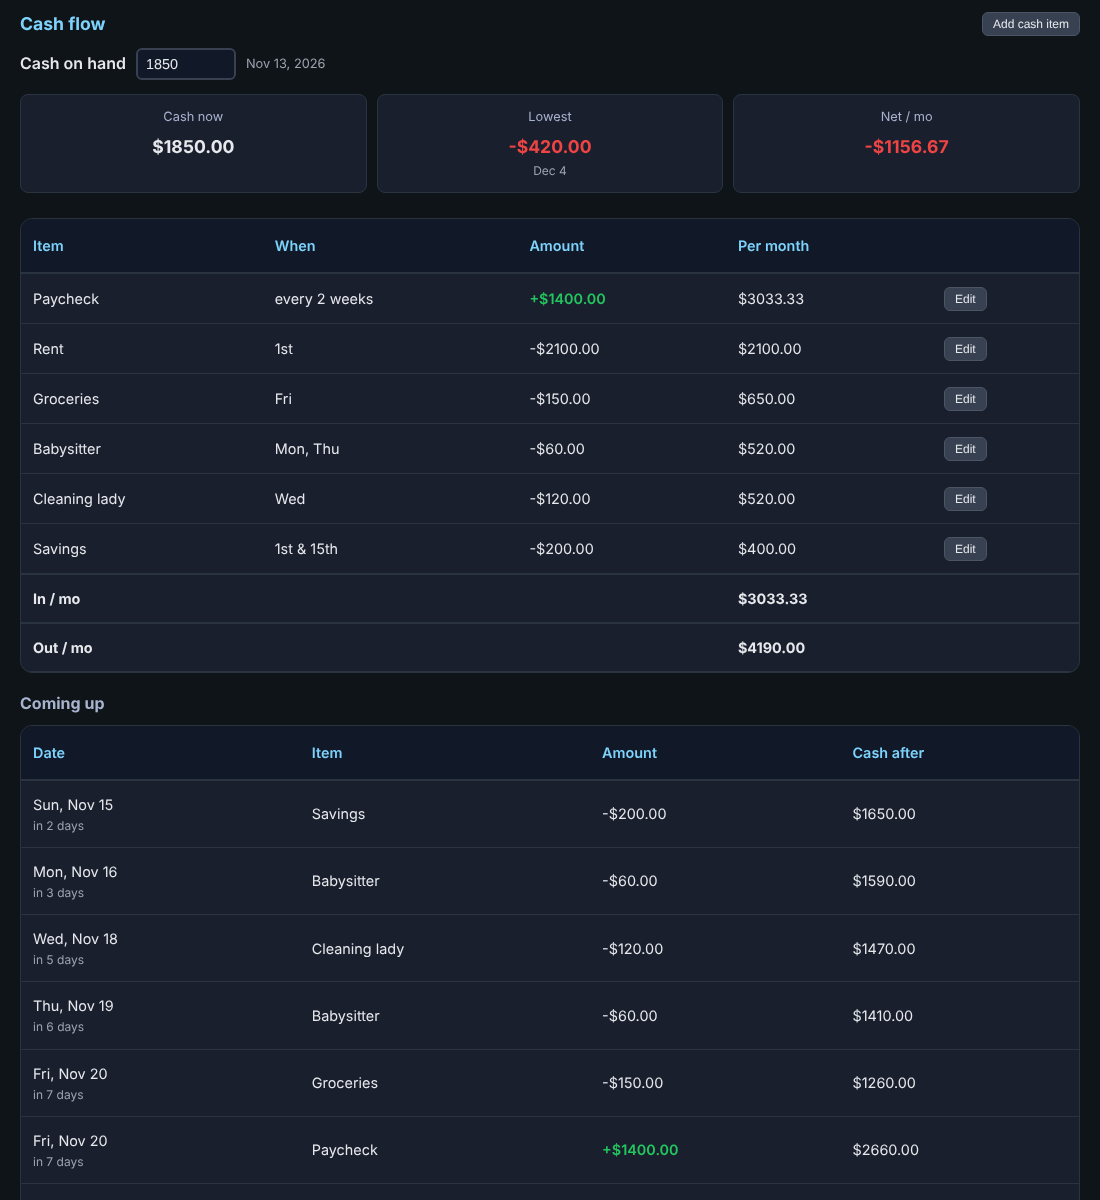 Cash flow
Add cash item
Cash on hand 1850 Nov 13, 2026
Cash now
$1850.00
Lowest
-$420.00
Dec 4
Net / mo
-$1156.67
Item When Amount Per month
Paycheck every 2 weeks +$1400.00 $3033.33 Edit
Rent 1st -$2100.00 $2100.00 Edit
Groceries Fri -$150.00 $650.00 Edit
Babysitter Mon, Thu -$60.00 $520.00 Edit
Cleaning lady Wed -$120.00 $520.00 Edit
Savings 1st & 15th -$200.00 $400.00 Edit
In / mo $3033.33
Out / mo $4190.00
Coming up
Date Item Amount Cash after
Sun, Nov 15
in 2 days
Savings -$200.00 $1650.00
Mon, Nov 16
in 3 days
Babysitter -$60.00 $1590.00
Wed, Nov 18
in 5 days
Cleaning lady -$120.00 $1470.00
Thu, Nov 19
in 6 days
Babysitter -$60.00 $1410.00
Fri, Nov 20
in 7 days
Groceries -$150.00 $1260.00
Fri, Nov 20
in 7 days
Paycheck +$1400.00 $2660.00